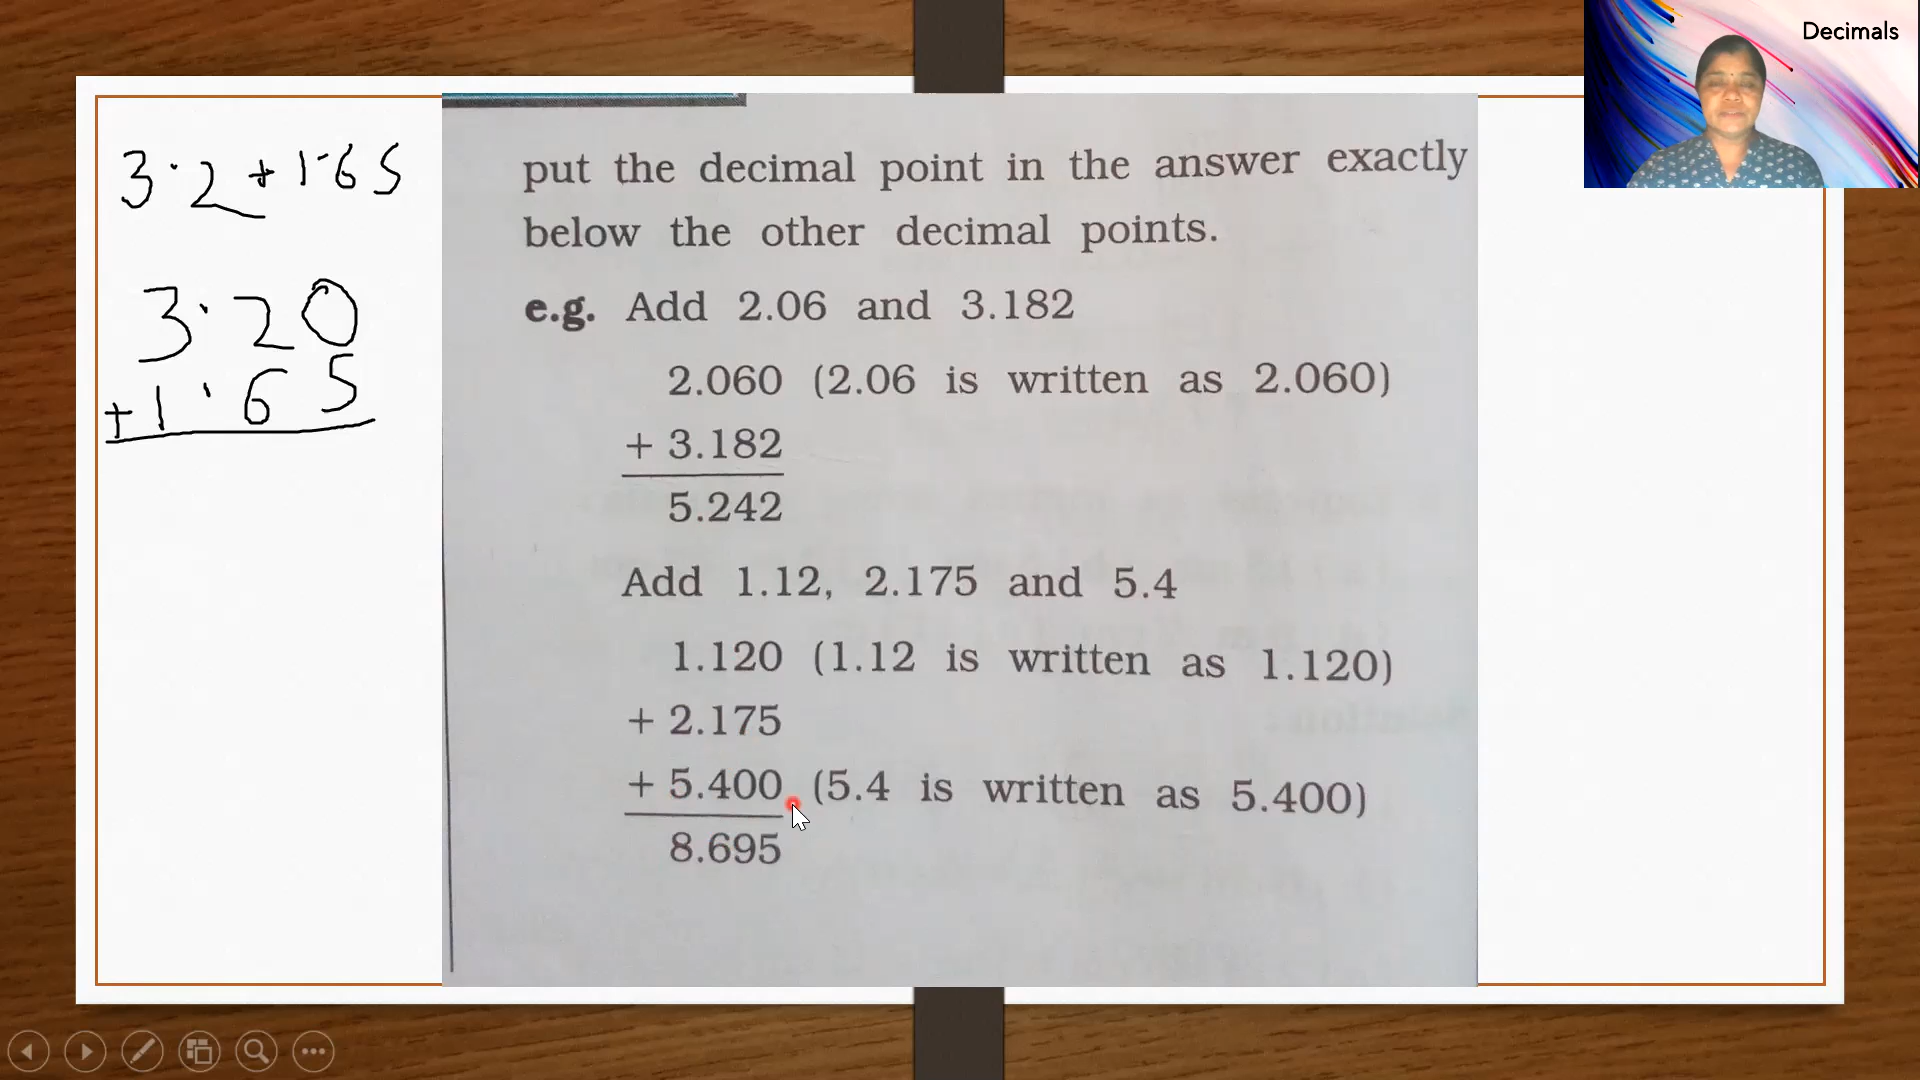 Decimals
3.2 + 1.65
3.20
+ 1.65
put the decimal point in the answer exactly
below the other decimal points.
e.g. Add 2.06 and 3.182
2.060 (2.06 is written as 2.060)
+ 3.182
5.242
Add 1.12, 2.175 and 5.4
1.120 (1.12 is written as 1.120)
+ 2.175
+ 5.400 (5.4 is written as 5.400)
8.695